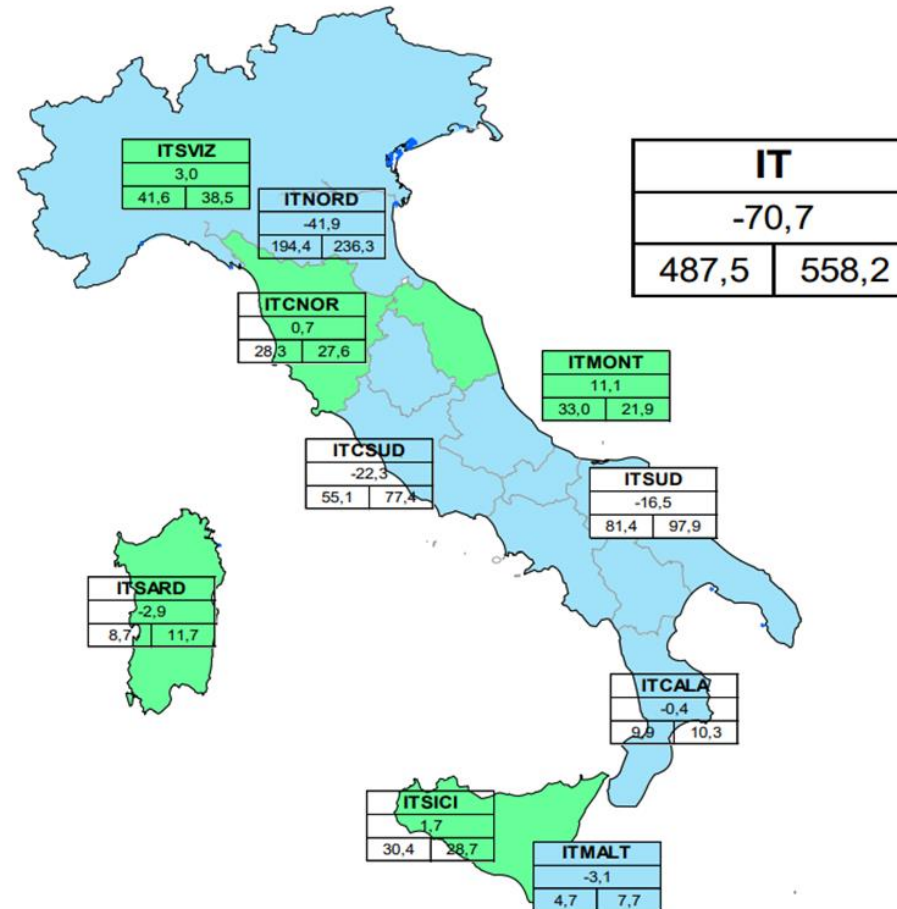 ITSVIZ
3,0
41,6 38,5
ITNORD
-41,9
194,4 236,3
IT
-70,7
487,5 558,2
ITCNOR
0,7
28,3 27,6
ITMONT
11,1
33,0 21,9
ITCSUD
-22,3
55,1 77,4
ITSUD
-16,5
81,4 97,9
ITSARD
-2,9
8,7 11,7
ITCALA
-0,4
9,9 10,3
ITSICI
1,7
30,4 28,7
ITMALT
-3,1
4,7 7,7